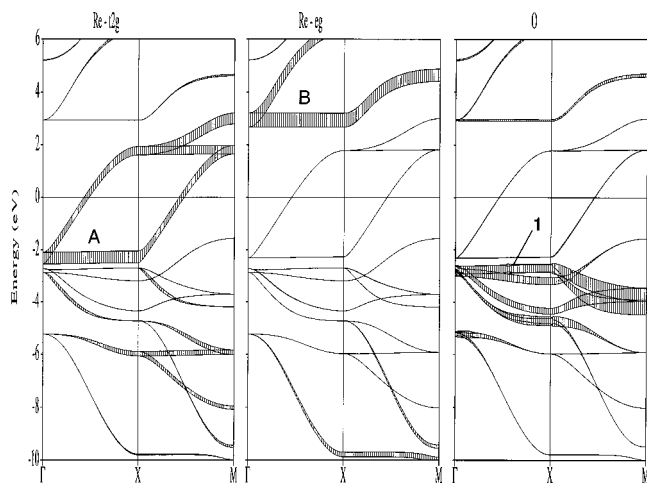 Re - t2g
Re - eg
O
Energy (eV)
6
4
2
0
-2
-4
-6
-8
-10
A
B
1
Γ X M
Γ X M
Γ X M